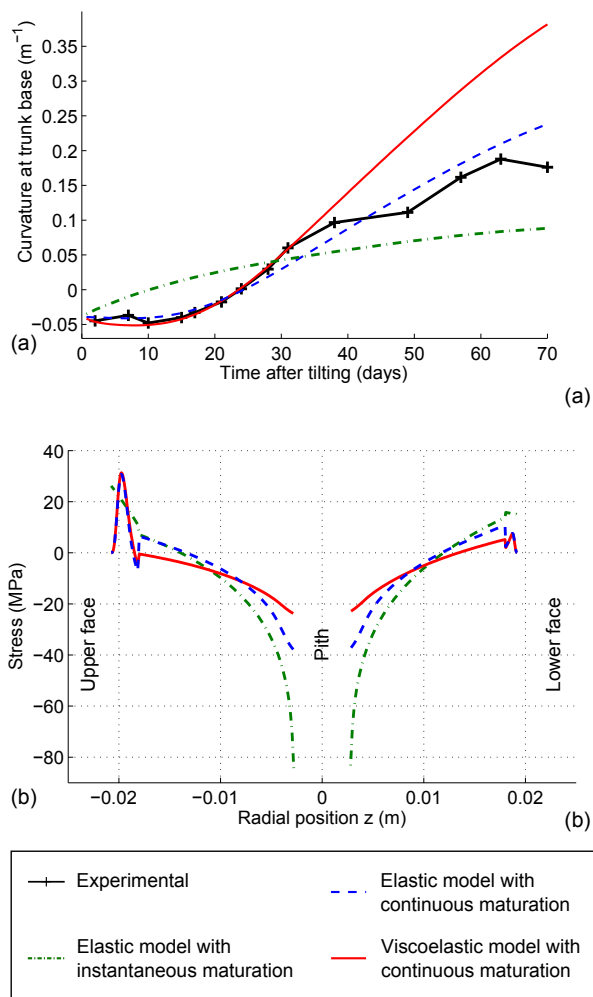 Curvature at trunk base (m⁻¹)
0.35
0.3
0.25
0.2
0.15
0.1
0.05
0
−0.05
0 10 20 30 40 50 60 70
(a)
Time after tilting (days)
(a)
Stress (MPa)
40
20
0
−20
−40
−60
−80
Upper face
Pith
Lower face
−0.02 −0.01 0 0.01 0.02
(b)
Radial position z (m)
(b)
Experimental
Elastic model with
continuous maturation
Elastic model with
instantaneous maturation
Viscoelastic model with
continuous maturation